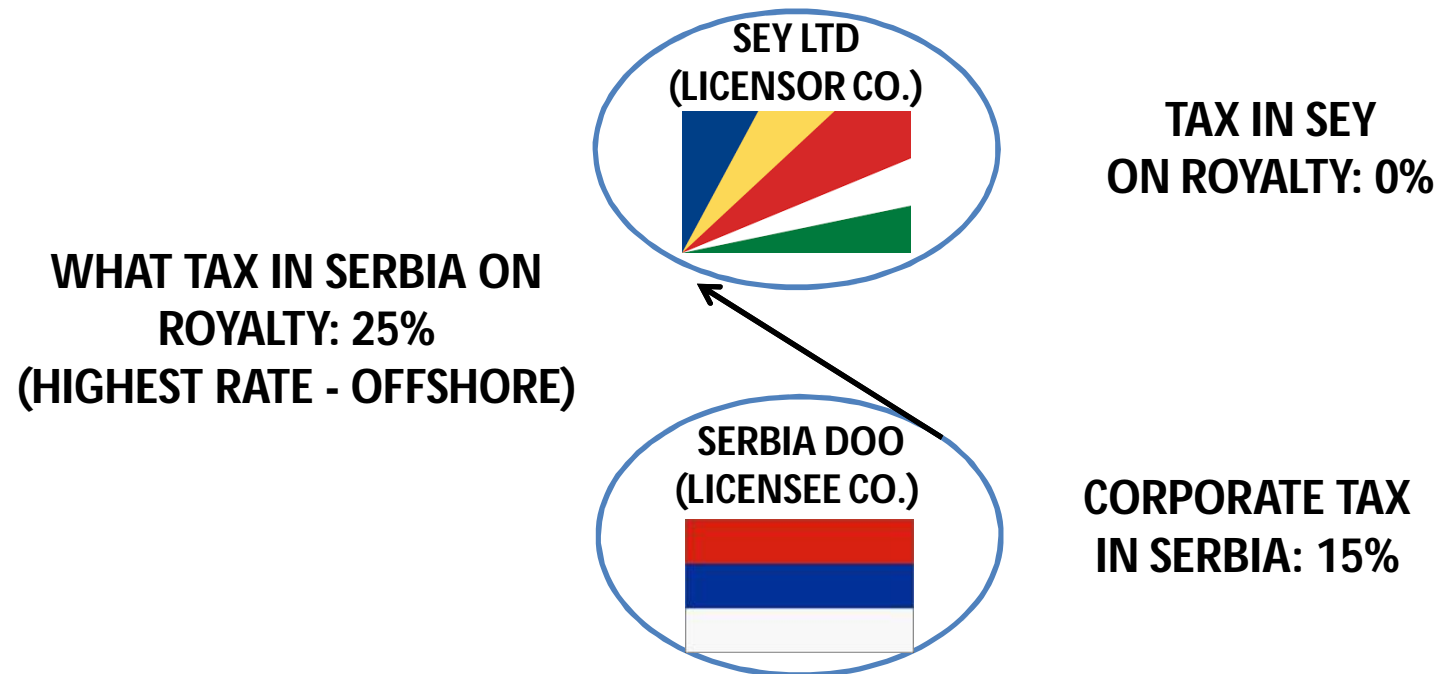 SEY LTD
(LICENSOR CO.)
TAX IN SEY
ON ROYALTY: 0%
WHAT TAX IN SERBIA ON
ROYALTY: 25%
(HIGHEST RATE - OFFSHORE)
SERBIA DOO
(LICENSEE CO.)
CORPORATE TAX
IN SERBIA: 15%